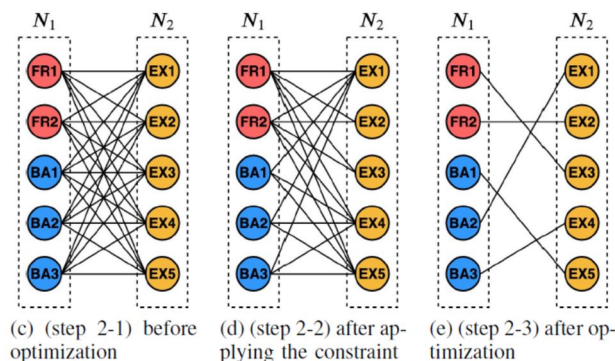 N₁ N₂ N₁ N₂ N₁ N₂
FR1 EX1 FR1 EX1 FR1 EX1
FR2 EX2 FR2 EX2 FR2 EX2
BA1 EX3 BA1 EX3 BA1 EX3
BA2 EX4 BA2 EX4 BA2 EX4
BA3 EX5 BA3 EX5 BA3 EX5
(c) (step 2-1) before
optimization
(d) (step 2-2) after ap-
plying the constraint
(e) (step 2-3) after op-
timization